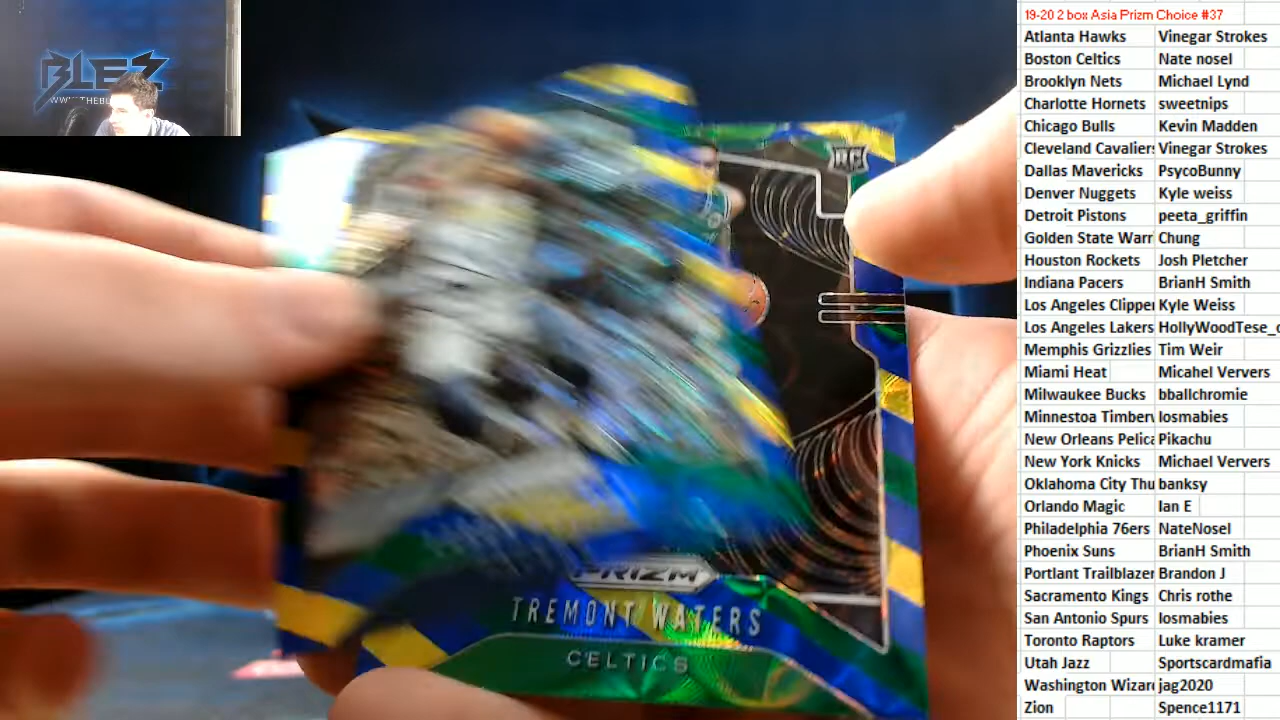 BLEZ
19-20 2 box Asia Prizm Choice #37
Atlanta Hawks Vinegar Strokes
Boston Celtics Nate nosel
Brooklyn Nets Michael Lynd
Charlotte Hornets sweetnips
Chicago Bulls Kevin Madden
Cleveland Cavaliers Vinegar Strokes
Dallas Mavericks PsycoBunny
Denver Nuggets Kyle weiss
Detroit Pistons peeta_griffin
Golden State Warr Chung
Houston Rockets Josh Pletcher
Indiana Pacers BrianH Smith
Los Angeles Clipper Kyle Weiss
Los Angeles Lakers HollyWoodTese_
Memphis Grizzlies Tim Weir
Miami Heat Micahel Ververs
Milwaukee Bucks bballchromie
Minnestoa Timberv losmabies
New Orleans Pelica Pikachu
New York Knicks Michael Ververs
Oklahoma City Thu banksy
Orlando Magic Ian E
Philadelphia 76ers NateNosel
Phoenix Suns BrianH Smith
Portlant Trailblazer Brandon J
Sacramento Kings Chris rothe
San Antonio Spurs losmabies
Toronto Raptors Luke kramer
Utah Jazz Sportscardmafia
Washington Wizard jag2020
Zion Spence1171
RC
PRIZM
TREMONT WATERS
CELTICS